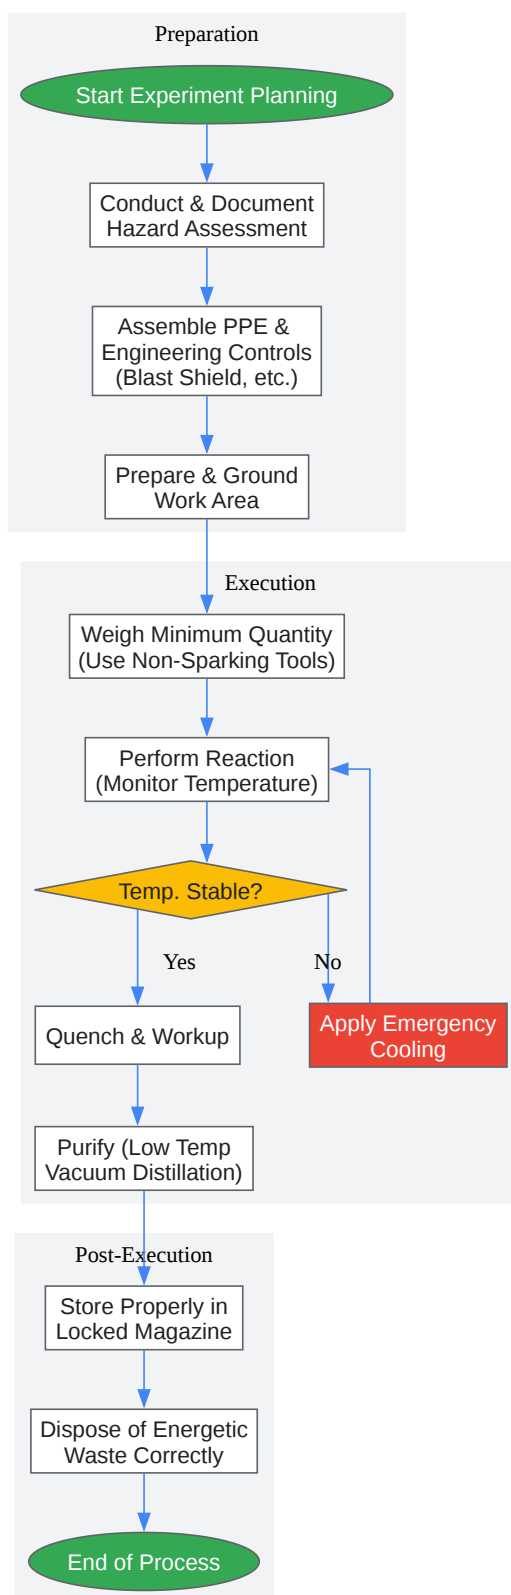 Preparation
Start Experiment Planning
Conduct & Document
Hazard Assessment
Assemble PPE &
Engineering Controls
(Blast Shield, etc.)
Prepare & Ground
Work Area
Execution
Weigh Minimum Quantity
(Use Non-Sparking Tools)
Perform Reaction
(Monitor Temperature)
Temp. Stable?
Yes
No
Quench & Workup
Apply Emergency
Cooling
Purify (Low Temp
Vacuum Distillation)
Post-Execution
Store Properly in
Locked Magazine
Dispose of Energetic
Waste Correctly
End of Process